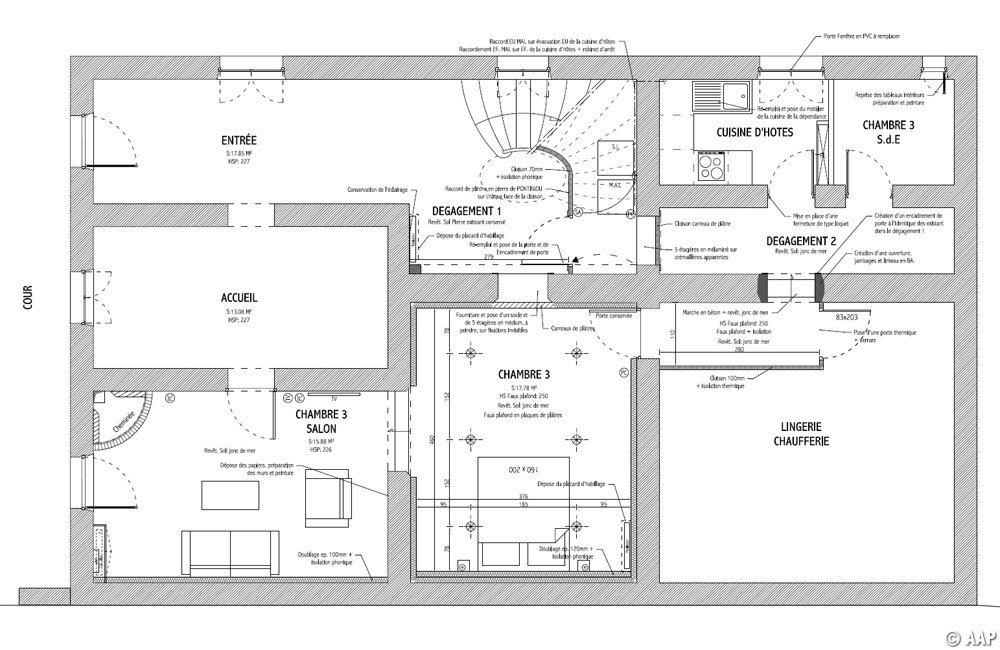 Raccord EU MAL sur évacuation EU de la cuisine d'hôtes
Raccordement EF. MAL sur EF. de la cuisine d'hôtes + robinet d'arrêt
Porte Fenêtre en PVC à remplacer
Reprise des tableaux intérieurs
préparation et peinture
Ré-emploi et pose du mobilier
de la cuisine de la dépendance
CUISINE D'HOTES
CHAMBRE 3
S.d.E
ENTRÉE
S:17.85 M²
HSP: 227
S.L
M.A.T.
Cloison 70mm
+ isolation phonique
Raccord de plinthe en pierre de PONTIJOU
sur chaque face de la cloison
Conservation de l'éclairage
DEGAGEMENT 1
Revêt. Sol Pierre existant conservé
Dépose du placard d'habillage
Ré-emploi et pose de la porte et de
l'encadrement de porte
279
Cloison carreau de plâtre
5 étagères en mélaminé sur
crémaillères apparentes
Mise en place d'une
fermeture de type loquet
Création d'un encadrement de
porte à l'identique des existant
dans le dégagement 1
DEGAGEMENT 2
Revêt. Sol: jonc de mer
Création d'une ouverture,
jambages et linteau en BA.
COUR
ACCUEIL
S:13.06 M²
HSP: 227
Fourniture et pose d'un socle et
de 5 étagères en médium, à
peindre, sur fixations invisibles
Carreaux de plâtre
Porte conservée
Marche en béton + revêt. jonc de mer
HS Faux plafond: 250
Faux plafond + isolation
Revêt. Sol: jonc de mer
280
110
83x203
Pose d'une porte thermique
+ serrure
Cloison 100mm
+ isolation thermique
CHAMBRE 3
S:17.78 M²
HS Faux plafond: 250
Revêt. Sol: jonc de mer
Faux plafond en plaques de plâtres
78
152
460
152
78
160 x 200
Dépose du placard d'habillage
376
95
185
95
Doublage ep. 120mm +
Isolation phonique
LINGERIE
CHAUFFERIE
Cheminée
TV
CHAMBRE 3
SALON
S:15.88 M²
HSP: 226
Revêt. Sol: jonc de mer
Dépose des papiers, préparation
des murs et peinture
Doublage ep. 100mm +
Isolation phonique
© AAP